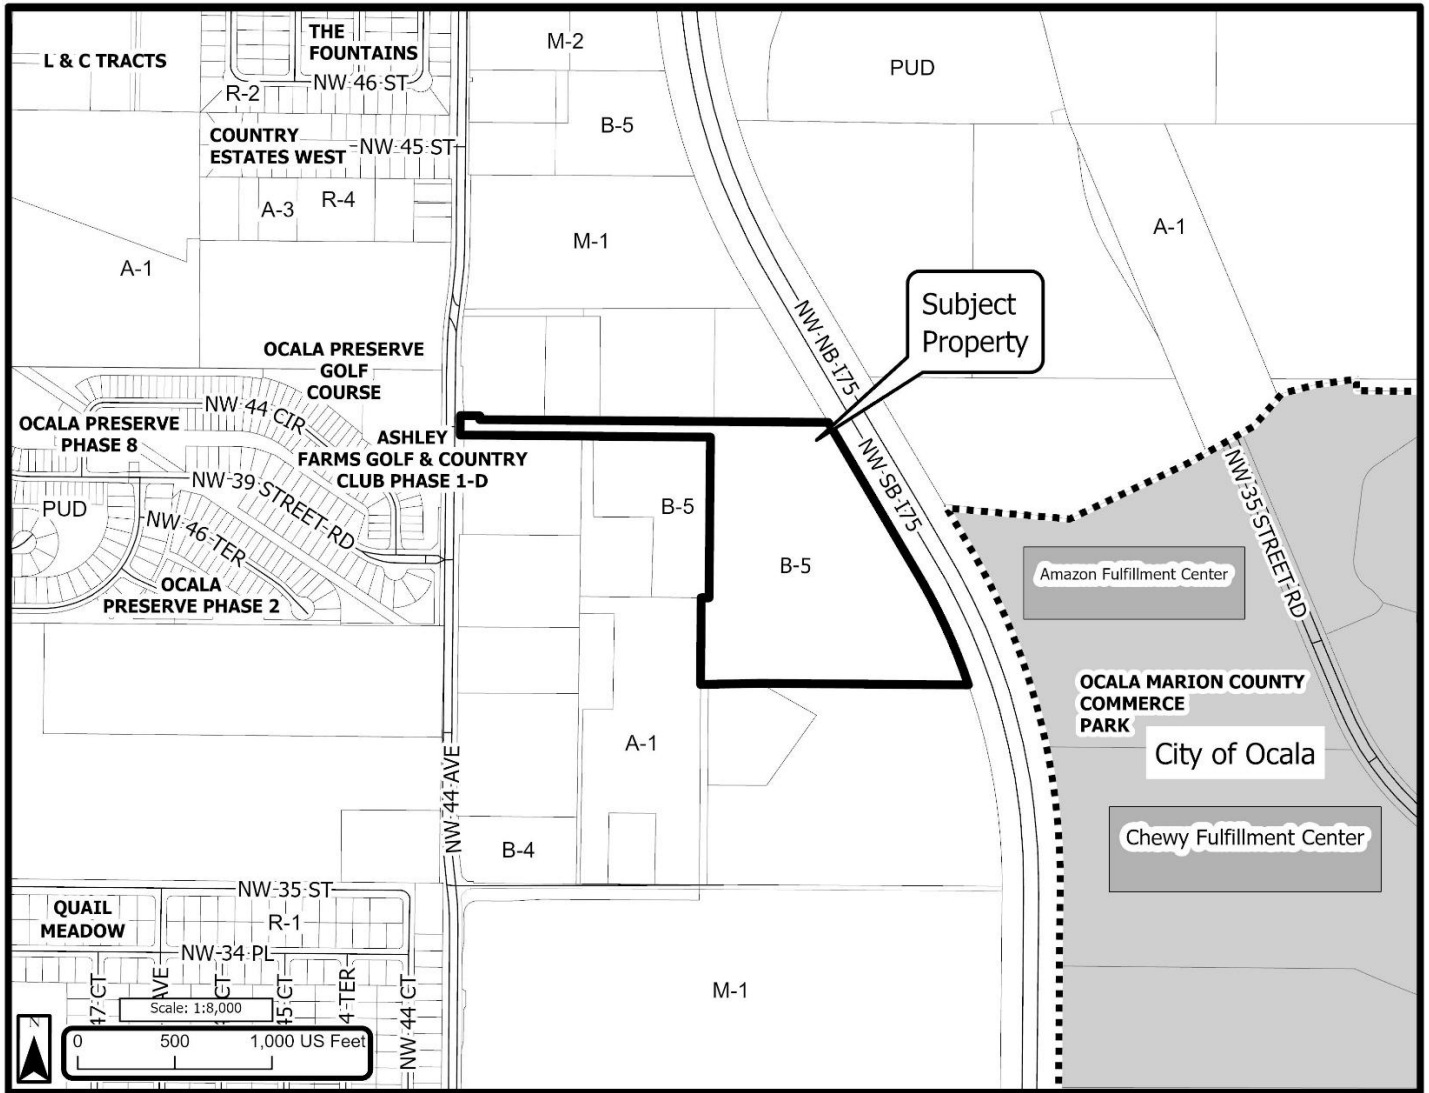 L & C TRACTS
THE
FOUNTAINS
NW 46 ST
R-2
COUNTRY
ESTATES WEST
NW 45 ST
A-3
R-4
A-1
M-2
B-5
M-1
PUD
A-1
Subject
Property
NW-NB-I75
NW-SB-I75
OCALA PRESERVE
GOLF
COURSE
NW 44 CIR
OCALA PRESERVE
PHASE 8
ASHLEY
FARMS GOLF & COUNTRY
CLUB PHASE 1-D
NW-39 STREET-RD
PUD
NW-46 TER
OCALA
PRESERVE PHASE 2
B-5
B-5
NW-35-STREET-RD
Amazon Fulfillment Center
OCALA MARION COUNTY
COMMERCE
PARK
City of Ocala
Chewy Fulfillment Center
A-1
NW-44-AVE
B-4
NW-35 ST
QUAIL
MEADOW
R-1
NW-34 PL
47-CT
AVE
CT
45-CT
4-TER
NW-44 CT
M-1
Scale: 1:8,000
N
0 500 1,000 US Feet